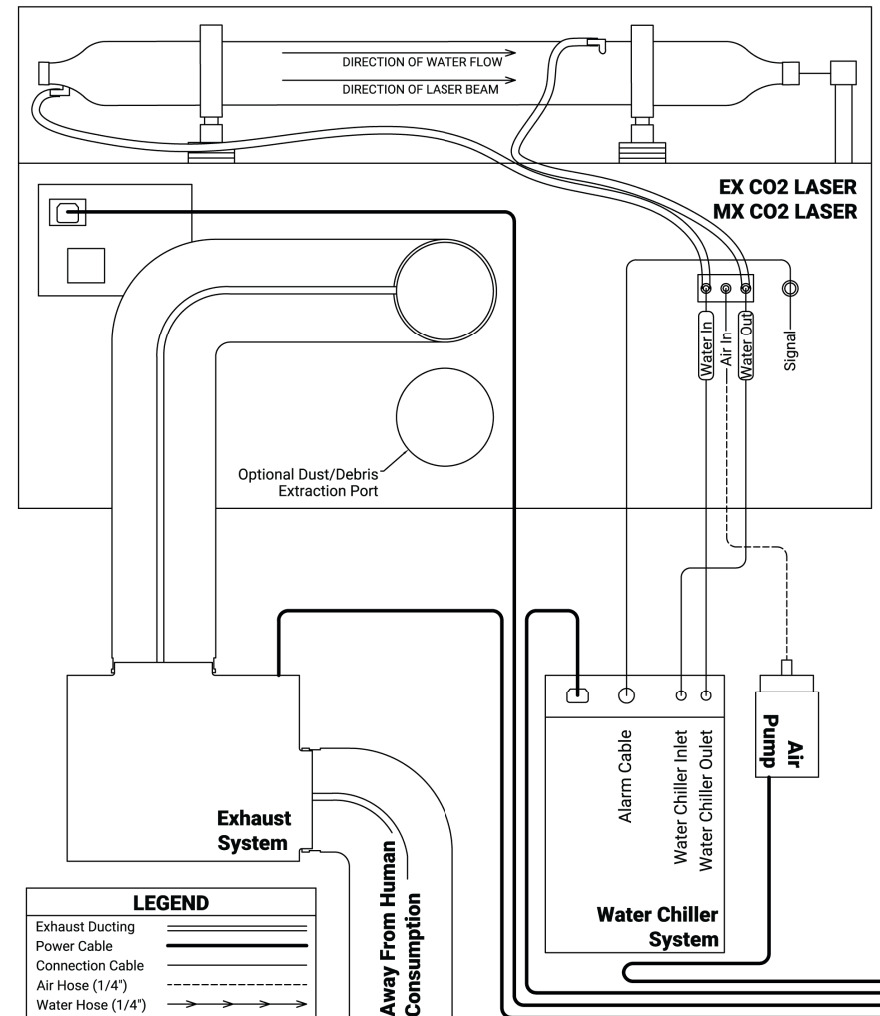 DIRECTION OF WATER FLOW
DIRECTION OF LASER BEAM
EX CO2 LASER
MX CO2 LASER
Water In
Air In
Water Out
Signal
Optional Dust/Debris
Extraction Port
Air
Pump
Alarm Cable
Water Chiller Inlet
Water Chiller Oulet
Exhaust
System
Away From Human
Consumption
Water Chiller
System
LEGEND
Exhaust Ducting
Power Cable
Connection Cable
Air Hose (1/4")
Water Hose (1/4")